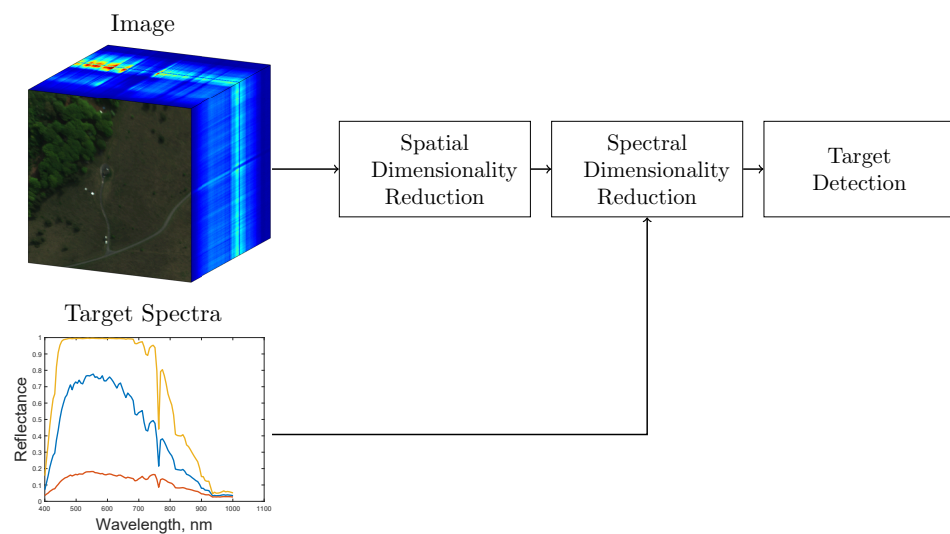 Image
Spatial
Dimensionality
Reduction
Spectral
Dimensionality
Reduction
Target
Detection
Target Spectra
1
0.9
0.8
0.7
0.6
0.5
0.4
0.3
0.2
0.1
0
Reflectance
400 500 600 700 800 900 1000 1100
Wavelength, nm